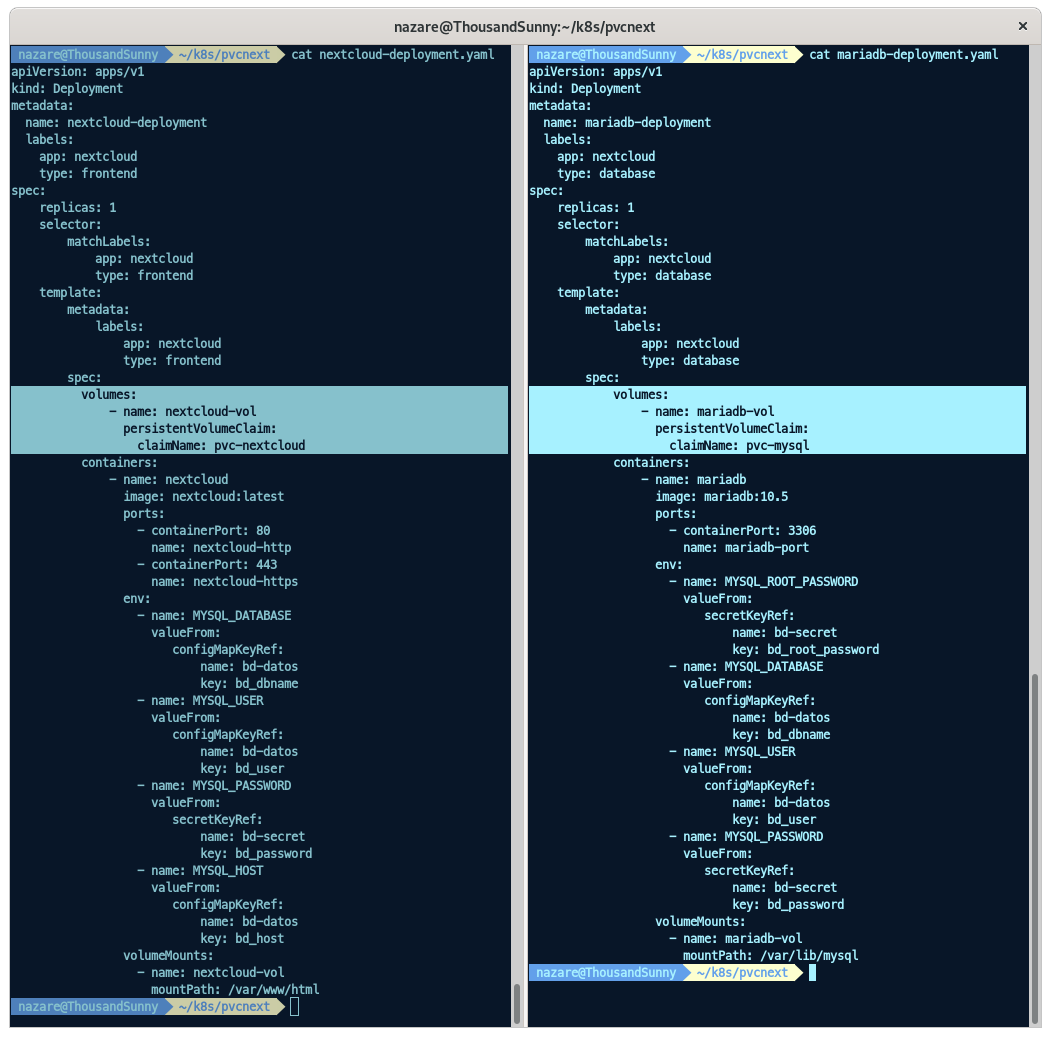 nazare@ThousandSunny:~/k8s/pvcnext
×
nazare@ThousandSunny ~/k8s/pvcnext cat nextcloud-deployment.yaml
apiVersion: apps/v1
kind: Deployment
metadata:
  name: nextcloud-deployment
  labels:
    app: nextcloud
    type: frontend
spec:
    replicas: 1
    selector:
        matchLabels:
            app: nextcloud
            type: frontend
    template:
        metadata:
            labels:
                app: nextcloud
                type: frontend
        spec:
          volumes:
              - name: nextcloud-vol
                persistentVolumeClaim:
                  claimName: pvc-nextcloud
          containers:
              - name: nextcloud
                image: nextcloud:latest
                ports:
                  - containerPort: 80
                    name: nextcloud-http
                  - containerPort: 443
                    name: nextcloud-https
                env:
                  - name: MYSQL_DATABASE
                    valueFrom:
                       configMapKeyRef:
                           name: bd-datos
                           key: bd_dbname
                  - name: MYSQL_USER
                    valueFrom:
                       configMapKeyRef:
                           name: bd-datos
                           key: bd_user
                  - name: MYSQL_PASSWORD
                    valueFrom:
                       secretKeyRef:
                           name: bd-secret
                           key: bd_password
                  - name: MYSQL_HOST
                    valueFrom:
                       configMapKeyRef:
                           name: bd-datos
                           key: bd_host
                volumeMounts:
                  - name: nextcloud-vol
                    mountPath: /var/www/html
nazare@ThousandSunny ~/k8s/pvcnext
nazare@ThousandSunny ~/k8s/pvcnext cat mariadb-deployment.yaml
apiVersion: apps/v1
kind: Deployment
metadata:
  name: mariadb-deployment
  labels:
    app: nextcloud
    type: database
spec:
    replicas: 1
    selector:
        matchLabels:
            app: nextcloud
            type: database
    template:
        metadata:
            labels:
                app: nextcloud
                type: database
        spec:
            volumes:
                - name: mariadb-vol
                  persistentVolumeClaim:
                    claimName: pvc-mysql
            containers:
                - name: mariadb
                  image: mariadb:10.5
                  ports:
                    - containerPort: 3306
                      name: mariadb-port
                  env:
                    - name: MYSQL_ROOT_PASSWORD
                      valueFrom:
                         secretKeyRef:
                             name: bd-secret
                             key: bd_root_password
                    - name: MYSQL_DATABASE
                      valueFrom:
                         configMapKeyRef:
                             name: bd-datos
                             key: bd_dbname
                    - name: MYSQL_USER
                      valueFrom:
                         configMapKeyRef:
                             name: bd-datos
                             key: bd_user
                    - name: MYSQL_PASSWORD
                      valueFrom:
                         secretKeyRef:
                             name: bd-secret
                             key: bd_password
                  volumeMounts:
                    - name: mariadb-vol
                      mountPath: /var/lib/mysql
nazare@ThousandSunny ~/k8s/pvcnext